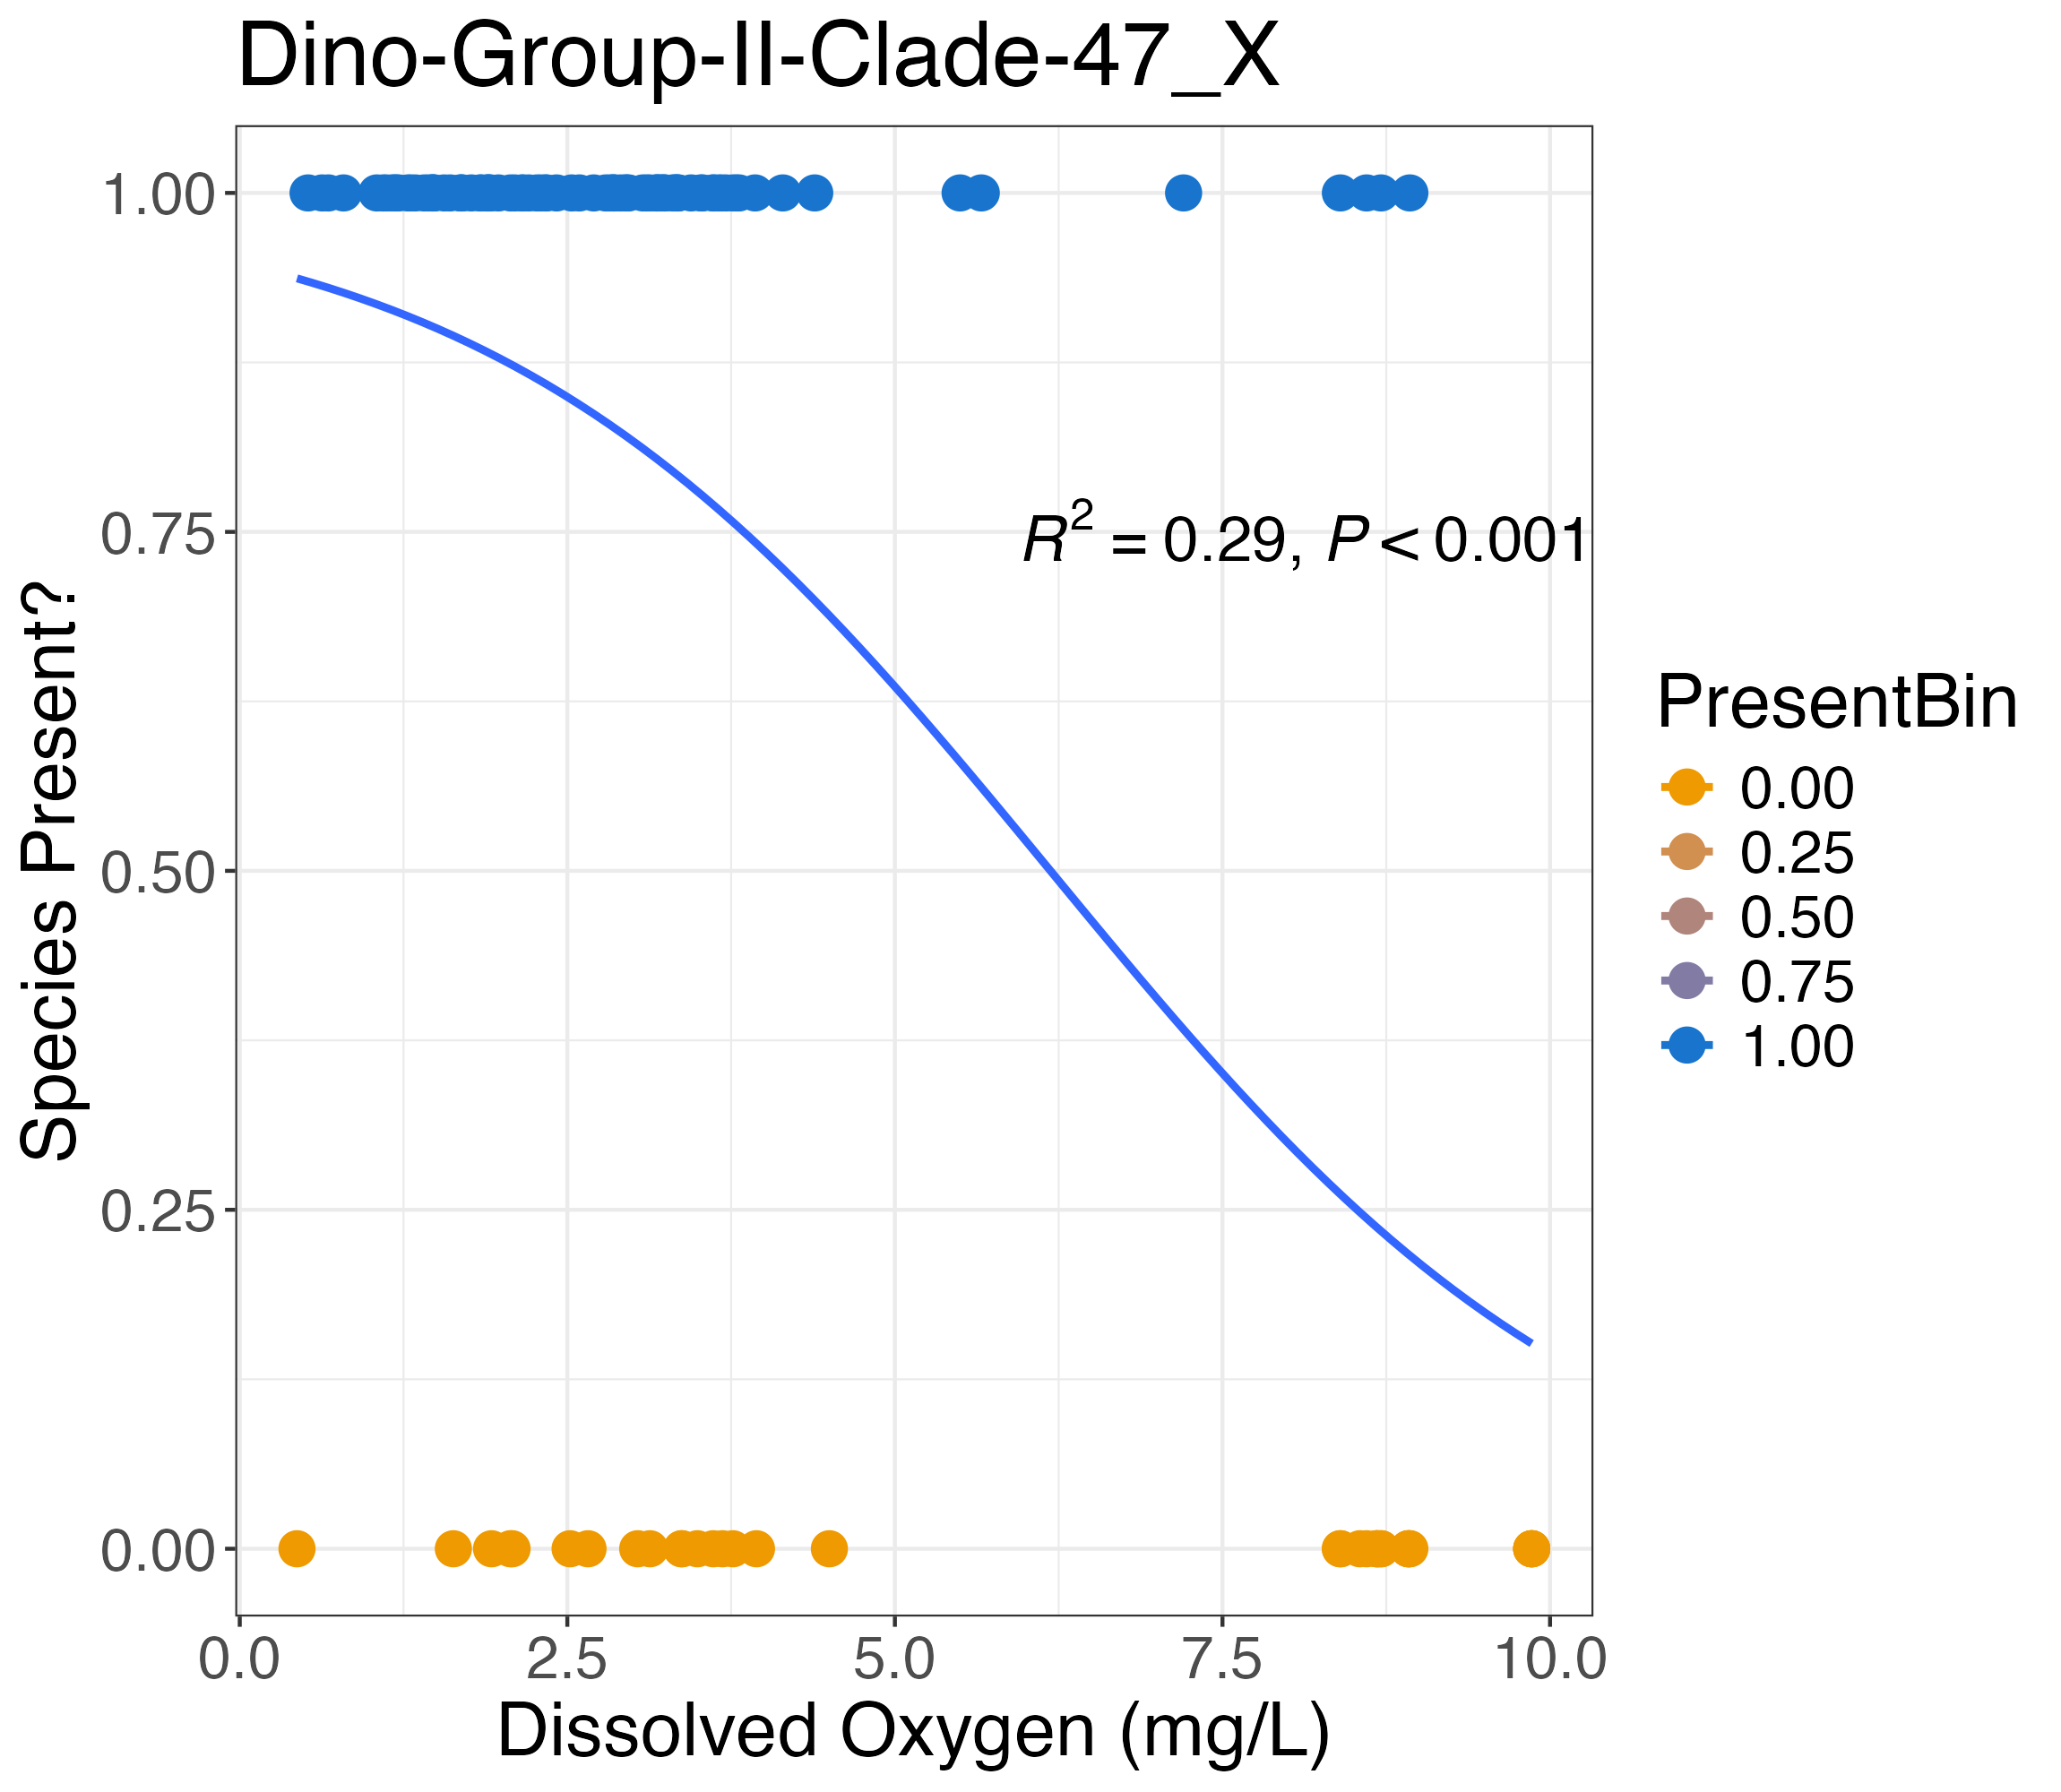 Dino-Group-II-Clade-47_X
Species Present?
1.00
0.75
0.50
0.25
0.00
R² = 0.29, P < 0.001
0.0 2.5 5.0 7.5 10.0
Dissolved Oxygen (mg/L)
PresentBin
0.00
0.25
0.50
0.75
1.00